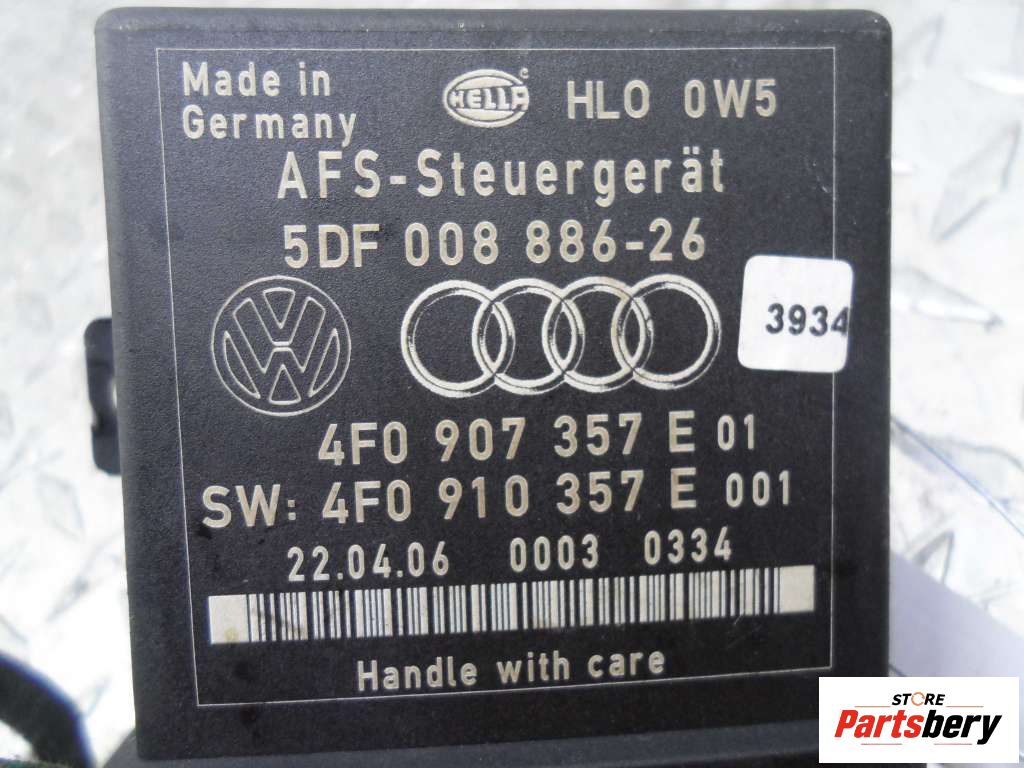 Made in
Germany
HELLA c HLO 0W5
AFS-Steuergerät
5DF 008 886-26
VW
3934
4F0 907 357 E 01
SW: 4F0 910 357 E 001
22.04.06 0003 0334
Handle with care
STORE
Partsbery